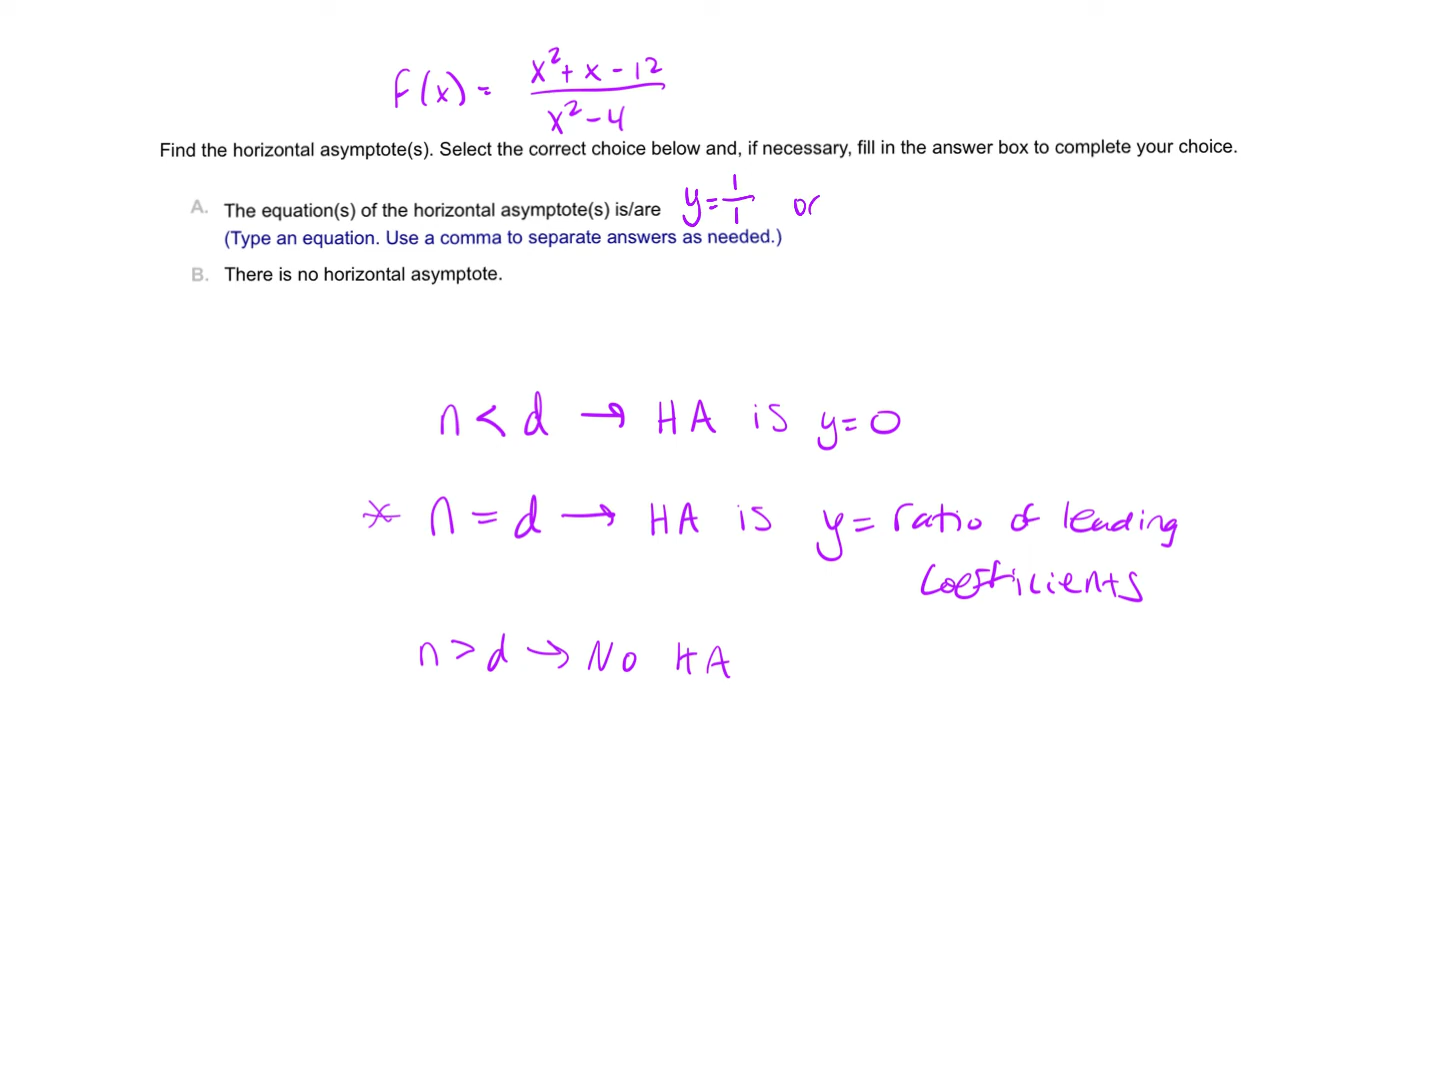 F(x) = x²+x-12 / x²-4
Find the horizontal asymptote(s). Select the correct choice below and, if necessary, fill in the answer box to complete your choice.
A. The equation(s) of the horizontal asymptote(s) is/are y=1/1 or
(Type an equation. Use a comma to separate answers as needed.)
B. There is no horizontal asymptote.
n < d → HA is y=0
* n = d → HA is y= ratio of leading
coefficients
n > d → No HA